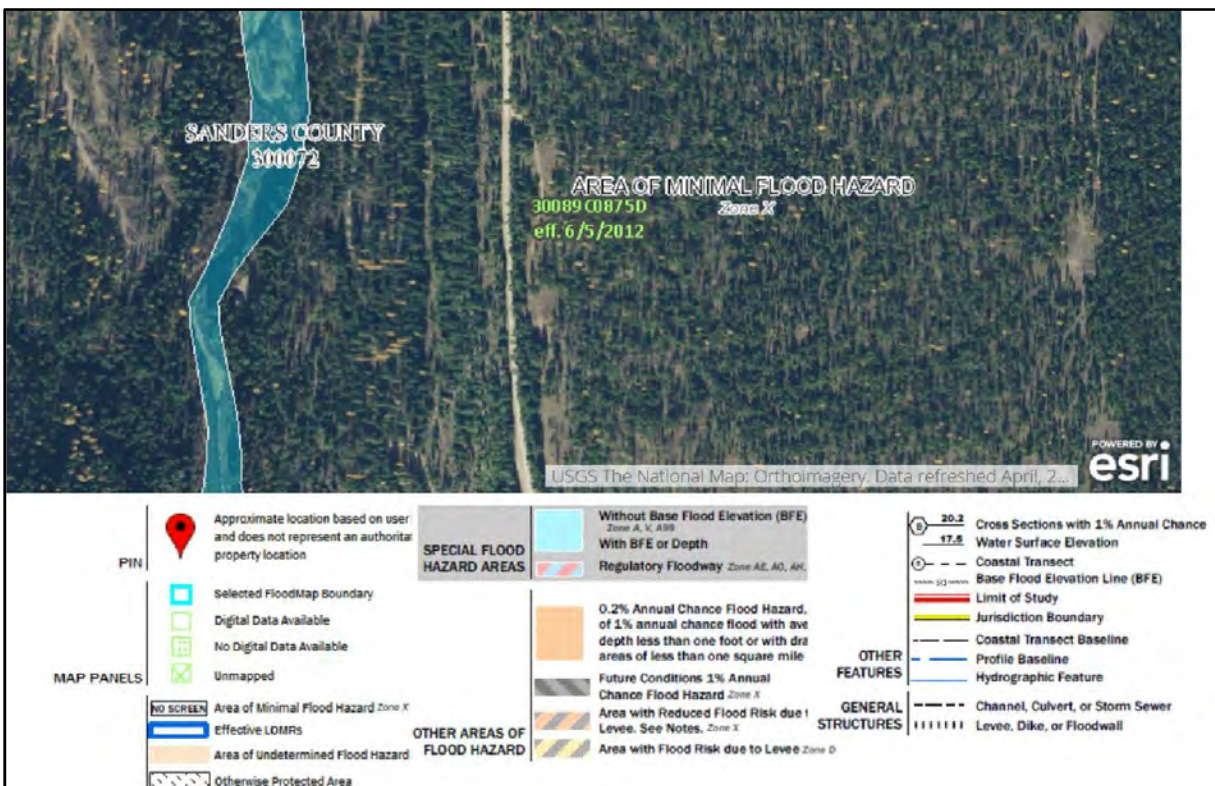 SANDERS COUNTY
300072
AREA OF MINIMAL FLOOD HAZARD
Zone X
30089C0875D
eff. 6/5/2012
POWERED BY
esri
USGS The National Map: Orthoimagery. Data refreshed April, 2...
PIN
Approximate location based on user
and does not represent an authoritat
property location
MAP PANELS
Selected FloodMap Boundary
Digital Data Available
No Digital Data Available
Unmapped
NO SCREEN Area of Minimal Flood Hazard Zone X
Effective LOMRs
Area of Undetermined Flood Hazard
Otherwise Protected Area
SPECIAL FLOOD
HAZARD AREAS
Without Base Flood Elevation (BFE)
Zone A, V, A99
With BFE or Depth
Regulatory Floodway Zone AE, AO, AH,
OTHER AREAS OF
FLOOD HAZARD
0.2% Annual Chance Flood Hazard,
of 1% annual chance flood with ave
depth less than one foot or with dra
areas of less than one square mile
Future Conditions 1% Annual
Chance Flood Hazard Zone X
Area with Reduced Flood Risk due t
Levee. See Notes. Zone X
Area with Flood Risk due to Levee Zone D
OTHER
FEATURES
B 20.2 Cross Sections with 1% Annual Chance
17.5 Water Surface Elevation
Coastal Transect
Base Flood Elevation Line (BFE)
Limit of Study
Jurisdiction Boundary
Coastal Transect Baseline
Profile Baseline
Hydrographic Feature
GENERAL
STRUCTURES
Channel, Culvert, or Storm Sewer
Levee, Dike, or Floodwall